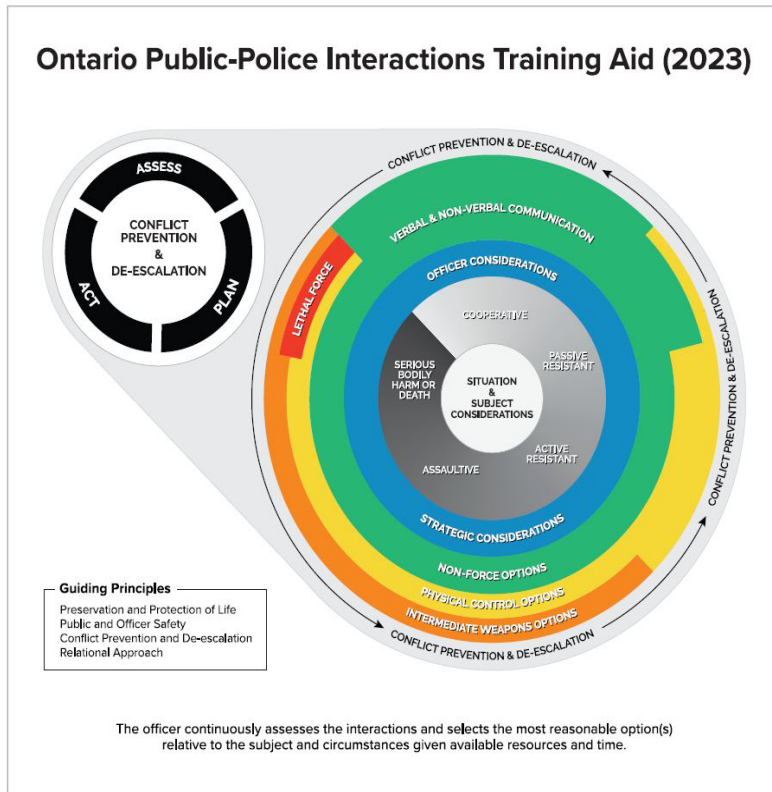 Ontario Public-Police Interactions Training Aid (2023)
ASSESS
CONFLICT
PREVENTION
&
DE-ESCALATION
ACT
PLAN
CONFLICT PREVENTION & DE-ESCALATION
VERBAL & NON-VERBAL COMMUNICATION
OFFICER CONSIDERATIONS
LETHAL FORCE
COOPERATIVE
PASSIVE
RESISTANT
SERIOUS
BODILY
HARM OR
DEATH
SITUATION
&
SUBJECT
CONSIDERATIONS
ACTIVE
RESISTANT
ASSAULTIVE
CONFLICT PREVENTION & DE-ESCALATION
STRATEGIC CONSIDERATIONS
NON-FORCE OPTIONS
PHYSICAL CONTROL OPTIONS
INTERMEDIATE WEAPONS OPTIONS
CONFLICT PREVENTION & DE-ESCALATION
Guiding Principles
Preservation and Protection of Life
Public and Officer Safety
Conflict Prevention and De-escalation
Relational Approach
The officer continuously assesses the interactions and selects the most reasonable option(s)
relative to the subject and circumstances given available resources and time.